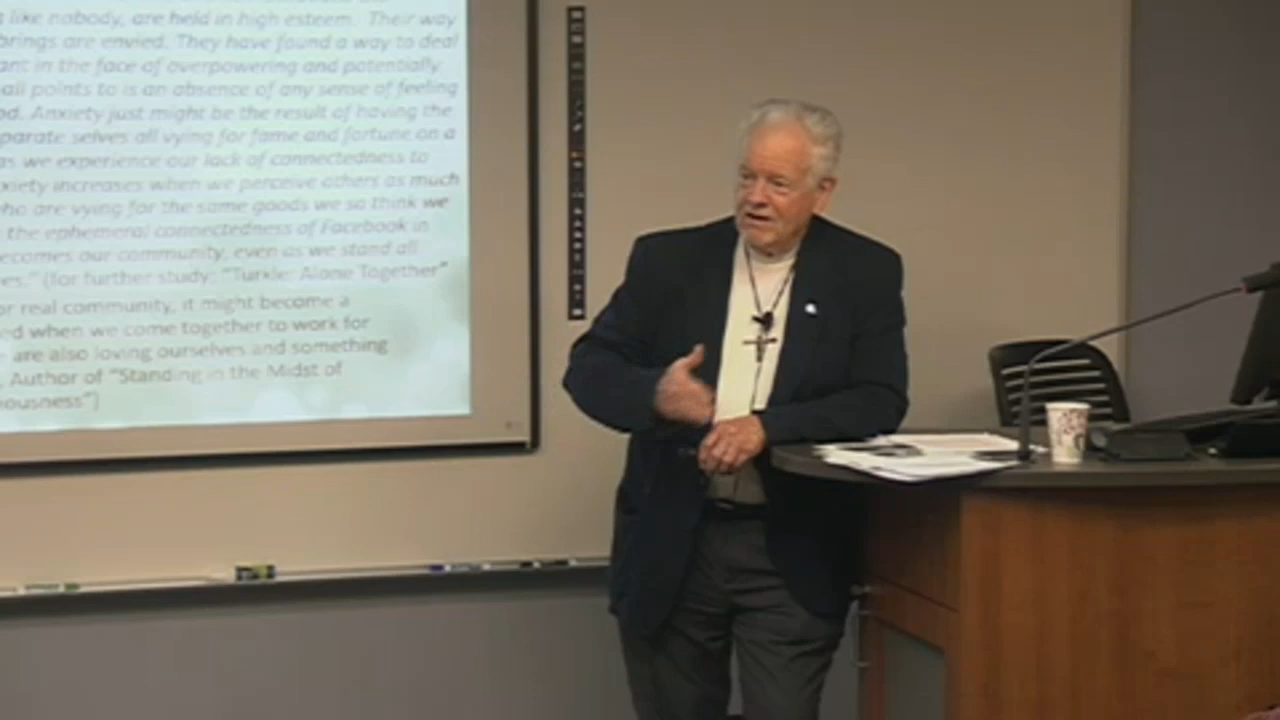 like nobody, are held in high esteem. Their way
brings are envied. They have found a way to deal
ant in the face of overpowering and potentially
all points to is an absence of any sense of feeling
od. Anxiety just might be the result of having the
parate selves all vying for fame and fortune on a
as we experience our lack of connectedness to
xiety increases when we perceive others as much
ho are vying for the same goods we so think we
the ephemeral connectedness of Facebook in
ecomes our community, even as we stand all
es." (for further study: "Turkle: Alone Together"
or real community, it might become a
ed when we come together to work for
are also loving ourselves and something
, Author of "Standing in the Midst of
iousness"]